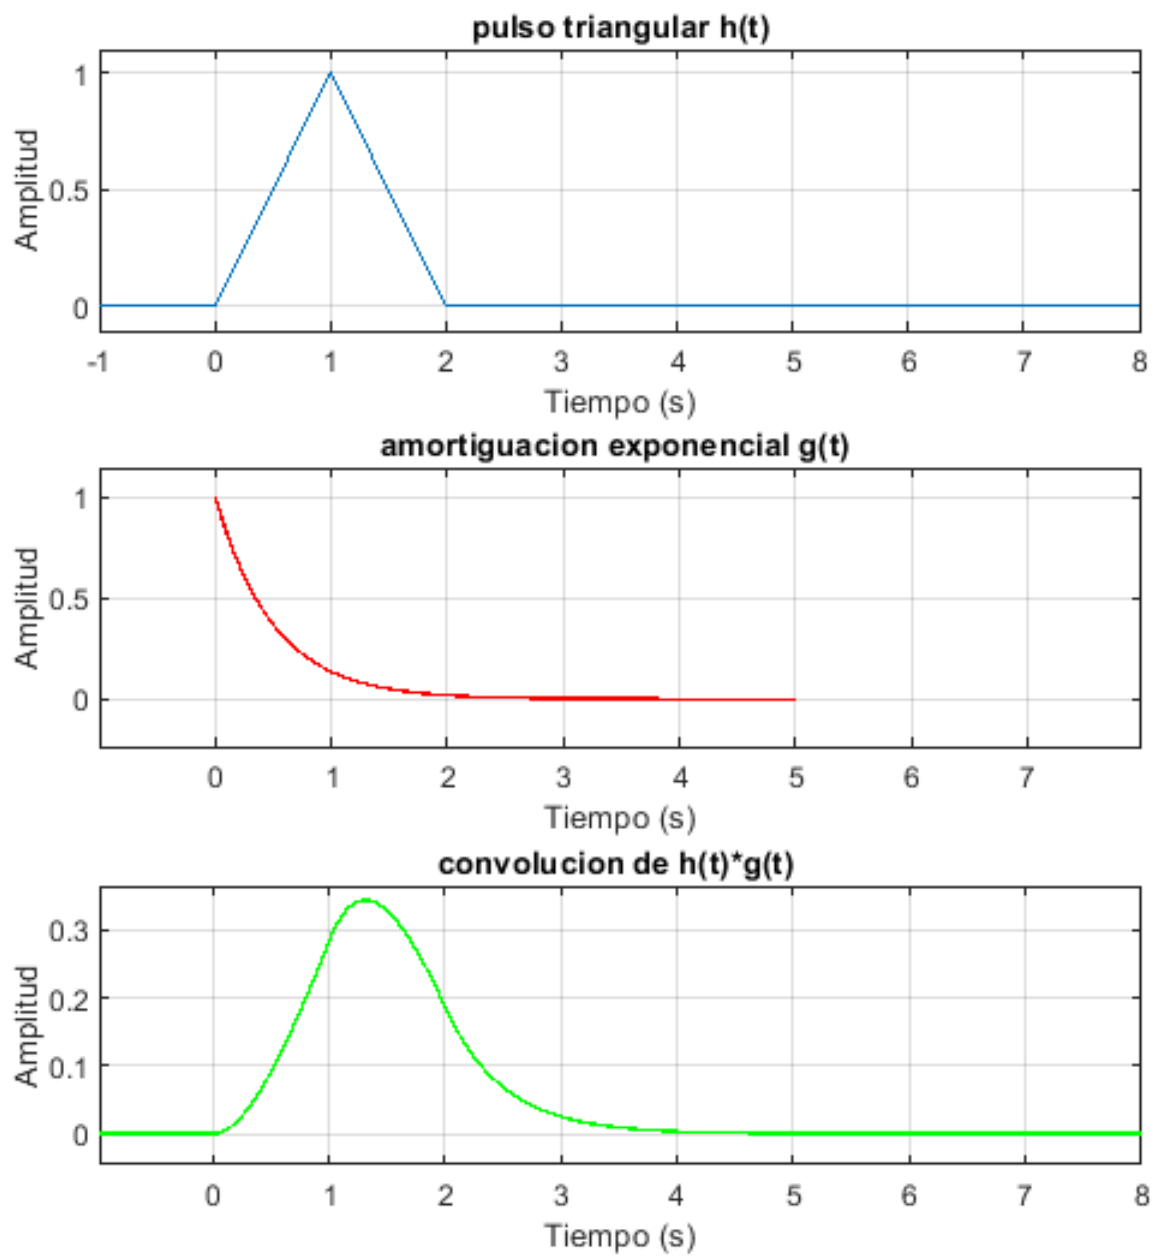 pulso triangular h(t)
1
0.5
0
Amplitud
-1 0 1 2 3 4 5 6 7 8
Tiempo (s)
amortiguacion exponencial g(t)
1
0.5
0
Amplitud
0 1 2 3 4 5 6 7
Tiempo (s)
convolucion de h(t)*g(t)
0.3
0.2
0.1
0
Amplitud
0 1 2 3 4 5 6 7 8
Tiempo (s)